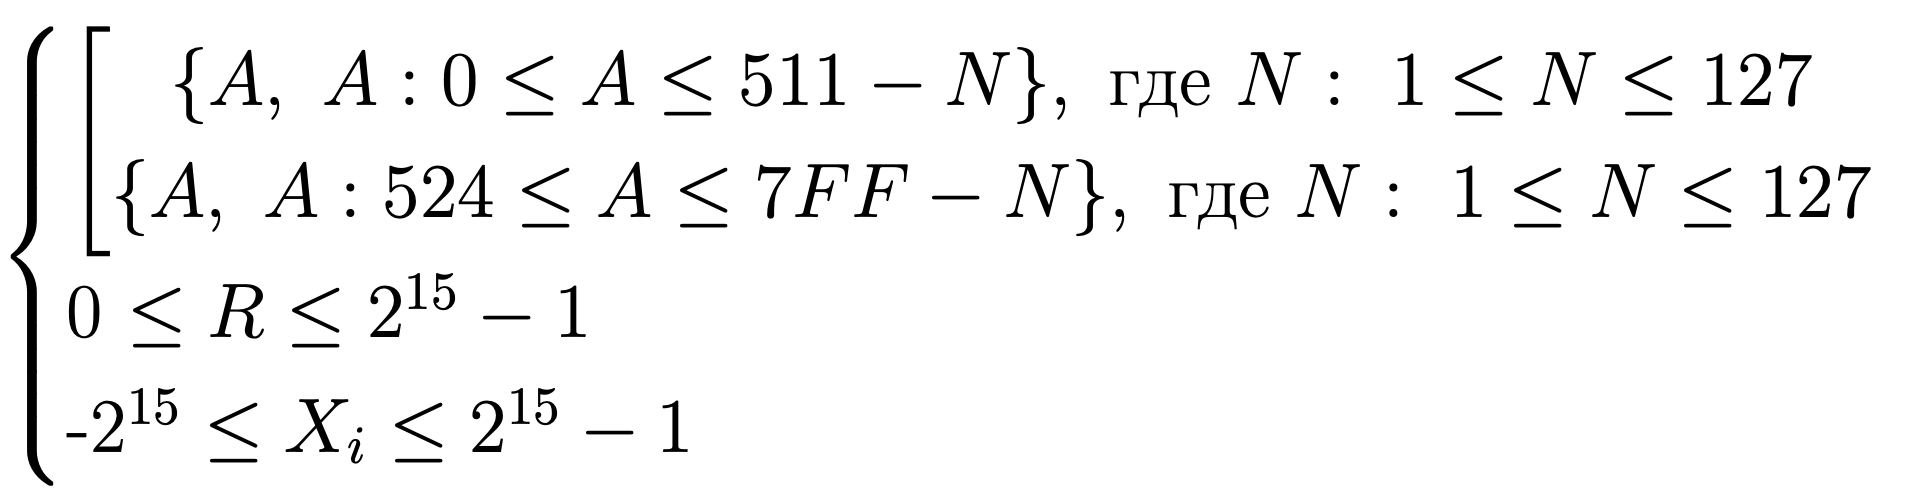 {A, A : 0 ≤ A ≤ 511 − N}, где N : 1 ≤ N ≤ 127
{A, A : 524 ≤ A ≤ 7FF − N}, где N : 1 ≤ N ≤ 127
0 ≤ R ≤ 2¹⁵ − 1
-2¹⁵ ≤ Xᵢ ≤ 2¹⁵ − 1